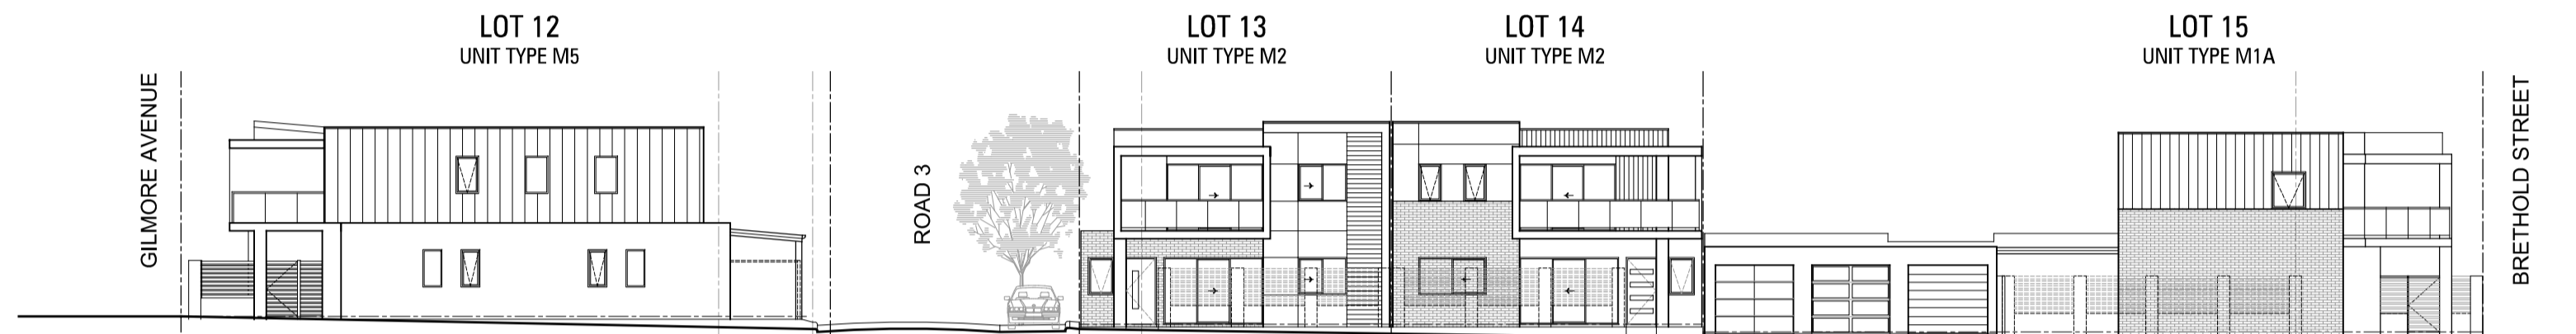 LOT 12
UNIT TYPE M5
LOT 13
UNIT TYPE M2
LOT 14
UNIT TYPE M2
LOT 15
UNIT TYPE M1A
GILMORE AVENUE
ROAD 3
BRETHOLD STREET